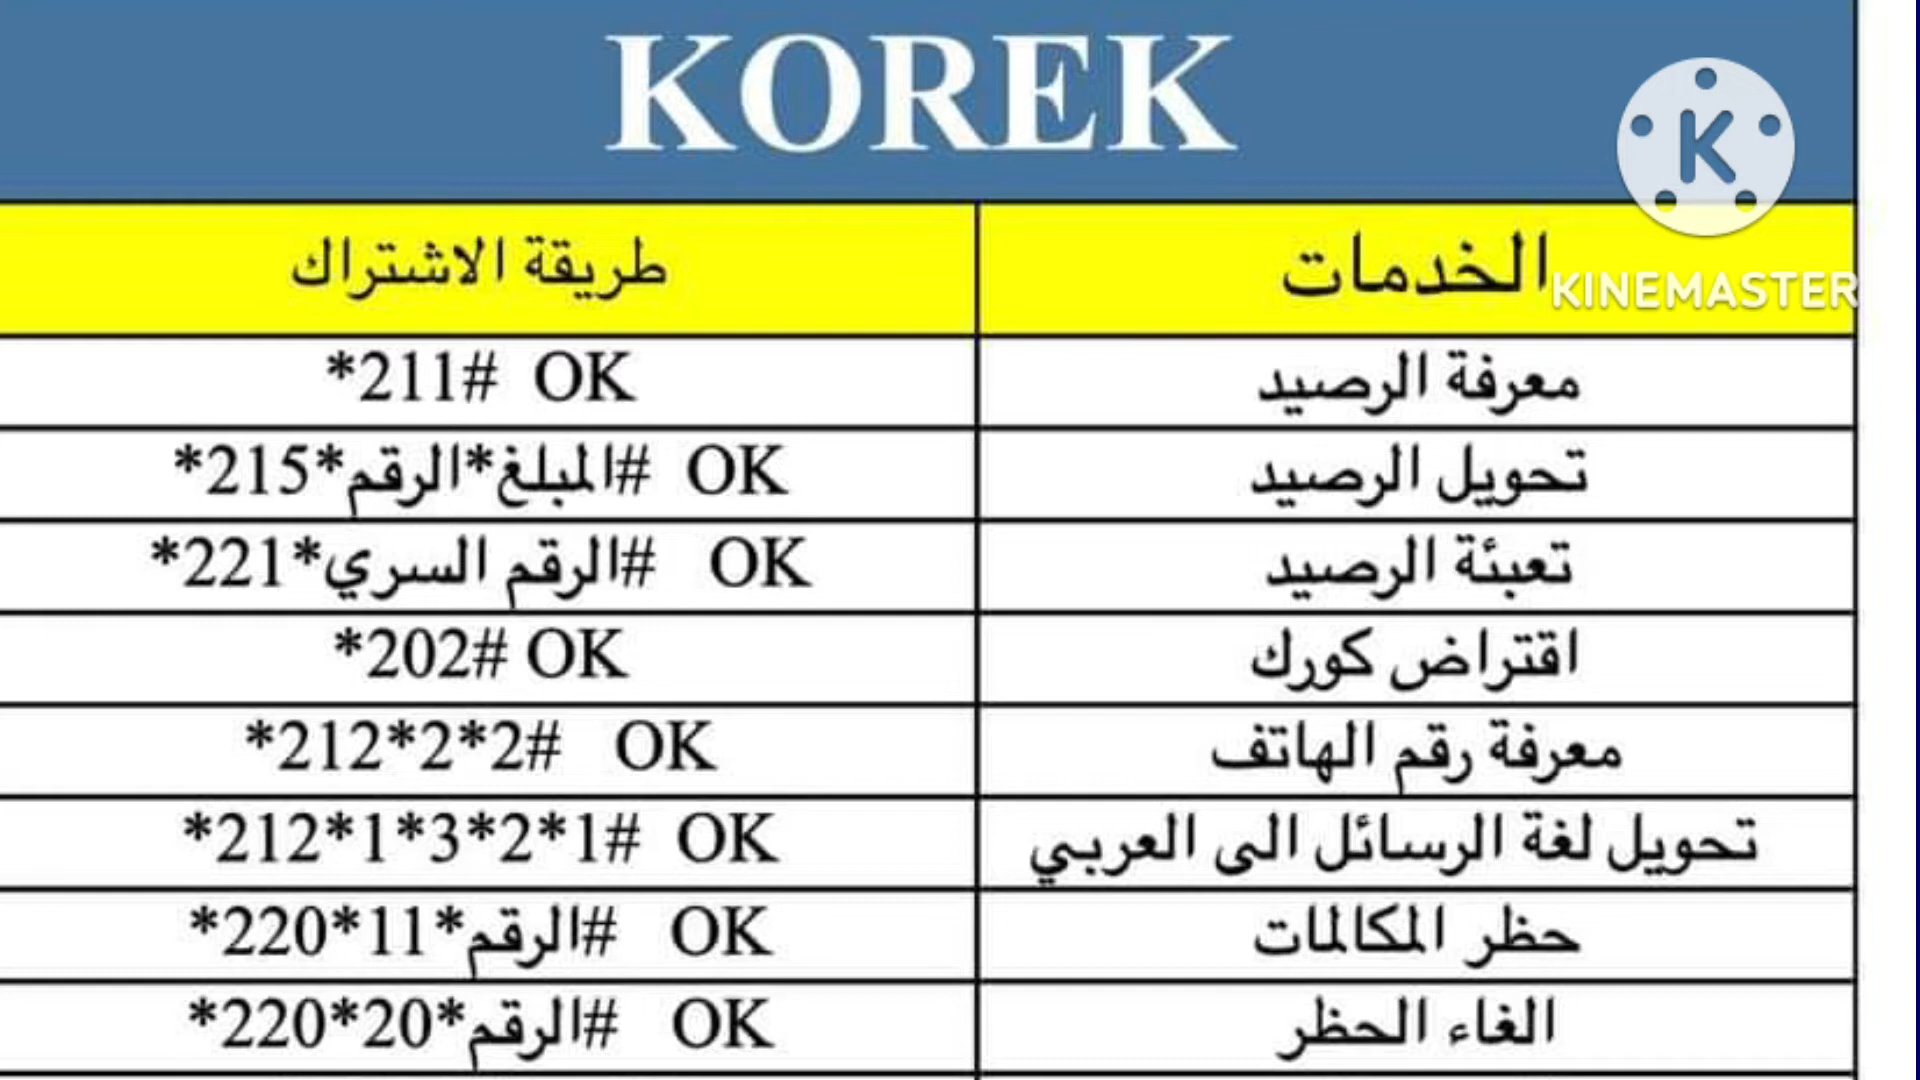 KOREK
KINEMASTER
الخدمات طريقة الاشتراك
معرفة الرصيد *211# OK
تحويل الرصيد *215*الرقم*المبلغ# OK
تعبئة الرصيد *221*الرقم السري# OK
اقتراض كورك *202# OK
معرفة رقم الهاتف *212*2*2# OK
تحويل لغة الرسائل الى العربي *212*1*3*2*1# OK
حظر المكالمات *220*11*الرقم# OK
الغاء الحظر *220*20*الرقم# OK